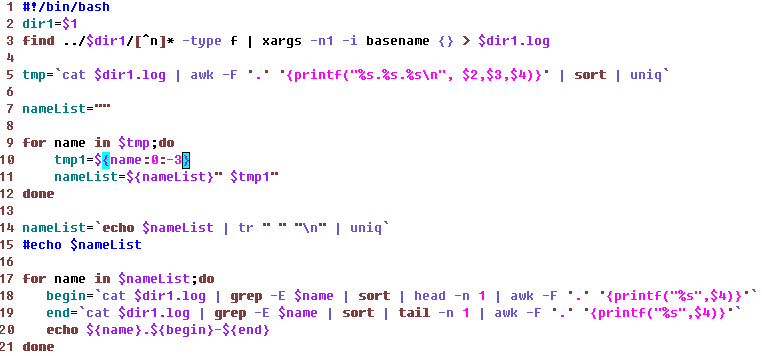 1 #!/bin/bash
2 dir1=$1
3 find ../$dir1/[^n]* -type f | xargs -n1 -i basename {} > $dir1.log
4
5 tmp=`cat $dir1.log | awk -F '.' '{printf("%s.%s.%s\n", $2,$3,$4)}' | sort | uniq`
6
7 nameList=""
8
9 for name in $tmp;do
10     tmp1=${name:0:-3}
11     nameList=${nameList}" $tmp1"
12 done
13
14 nameList=`echo $nameList | tr " " "\n" | uniq`
15 #echo $nameList
16
17 for name in $nameList;do
18    begin=`cat $dir1.log | grep -E $name | sort | head -n 1 | awk -F '.' '{printf("%s",$4)}'`
19    end=`cat $dir1.log | grep -E $name | sort | tail -n 1 | awk -F '.' '{printf("%s",$4)}'`
20    echo ${name}.${begin}-${end}
21 done